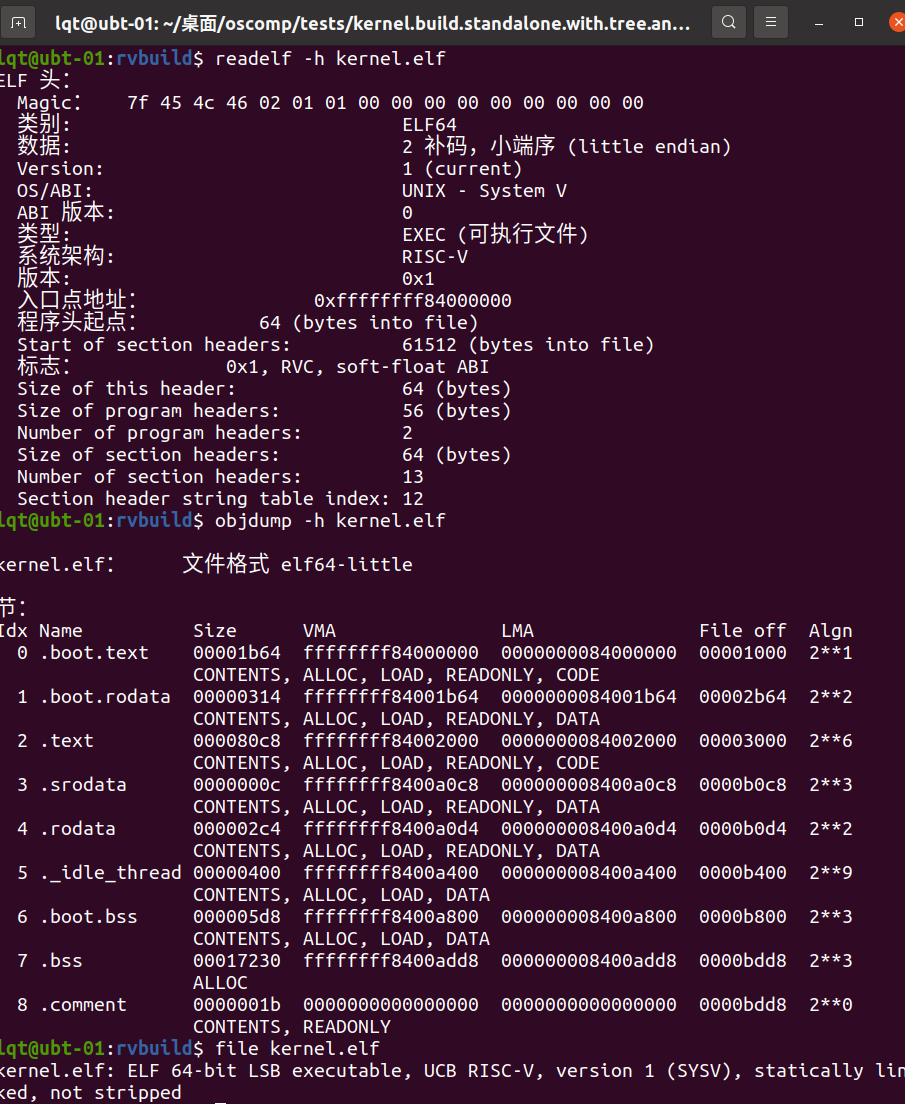 lqt@ubt-01: ~/桌面/oscomp/tests/kernel.build.standalone.with.tree.an...
lqt@ubt-01:rvbuild$ readelf -h kernel.elf
ELF 头：
  Magic：   7f 45 4c 46 02 01 01 00 00 00 00 00 00 00 00 00
  类别:                              ELF64
  数据:                              2 补码，小端序 (little endian)
  Version:                           1 (current)
  OS/ABI:                            UNIX - System V
  ABI 版本:                          0
  类型:                              EXEC (可执行文件)
  系统架构:                          RISC-V
  版本:                              0x1
  入口点地址：               0xffffffff84000000
  程序头起点：          64 (bytes into file)
  Start of section headers:          61512 (bytes into file)
  标志：             0x1, RVC, soft-float ABI
  Size of this header:               64 (bytes)
  Size of program headers:           56 (bytes)
  Number of program headers:         2
  Size of section headers:           64 (bytes)
  Number of section headers:         13
  Section header string table index: 12
lqt@ubt-01:rvbuild$ objdump -h kernel.elf
kernel.elf：     文件格式 elf64-little
节：
Idx Name          Size      VMA               LMA               File off  Algn
  0 .boot.text    00001b64  ffffffff84000000  0000000084000000  00001000  2**1
                  CONTENTS, ALLOC, LOAD, READONLY, CODE
  1 .boot.rodata  00000314  ffffffff84001b64  0000000084001b64  00002b64  2**2
                  CONTENTS, ALLOC, LOAD, READONLY, DATA
  2 .text         000080c8  ffffffff84002000  0000000084002000  00003000  2**6
                  CONTENTS, ALLOC, LOAD, READONLY, CODE
  3 .srodata      0000000c  ffffffff8400a0c8  000000008400a0c8  0000b0c8  2**3
                  CONTENTS, ALLOC, LOAD, READONLY, DATA
  4 .rodata       000002c4  ffffffff8400a0d4  000000008400a0d4  0000b0d4  2**2
                  CONTENTS, ALLOC, LOAD, READONLY, DATA
  5 ._idle_thread 00000400  ffffffff8400a400  000000008400a400  0000b400  2**9
                  CONTENTS, ALLOC, LOAD, DATA
  6 .boot.bss     000005d8  ffffffff8400a800  000000008400a800  0000b800  2**3
                  CONTENTS, ALLOC, LOAD, DATA
  7 .bss          00017230  ffffffff8400add8  000000008400add8  0000bdd8  2**3
                  ALLOC
  8 .comment      0000001b  0000000000000000  0000000000000000  0000bdd8  2**0
                  CONTENTS, READONLY
lqt@ubt-01:rvbuild$ file kernel.elf
kernel.elf: ELF 64-bit LSB executable, UCB RISC-V, version 1 (SYSV), statically lin
ked, not stripped